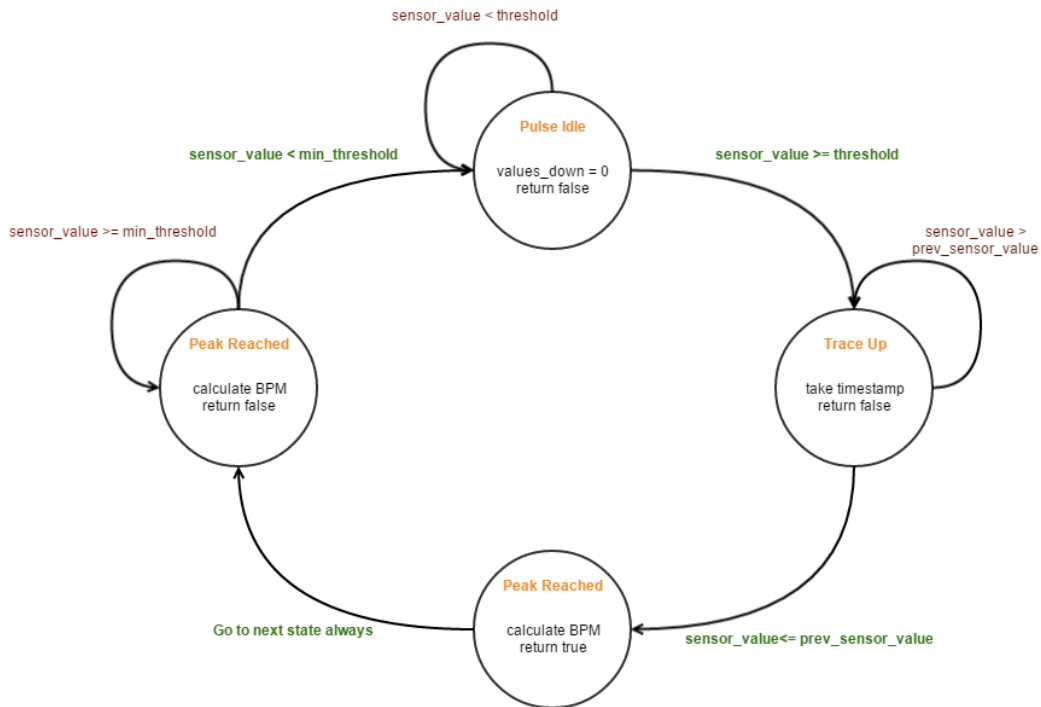 sensor_value < threshold
Pulse Idle
values_down = 0
return false
sensor_value < min_threshold
sensor_value >= threshold
sensor_value >= min_threshold
sensor_value >
prev_sensor_value
Peak Reached
calculate BPM
return false
Trace Up
take timestamp
return false
Peak Reached
calculate BPM
return true
Go to next state always
sensor_value<= prev_sensor_value